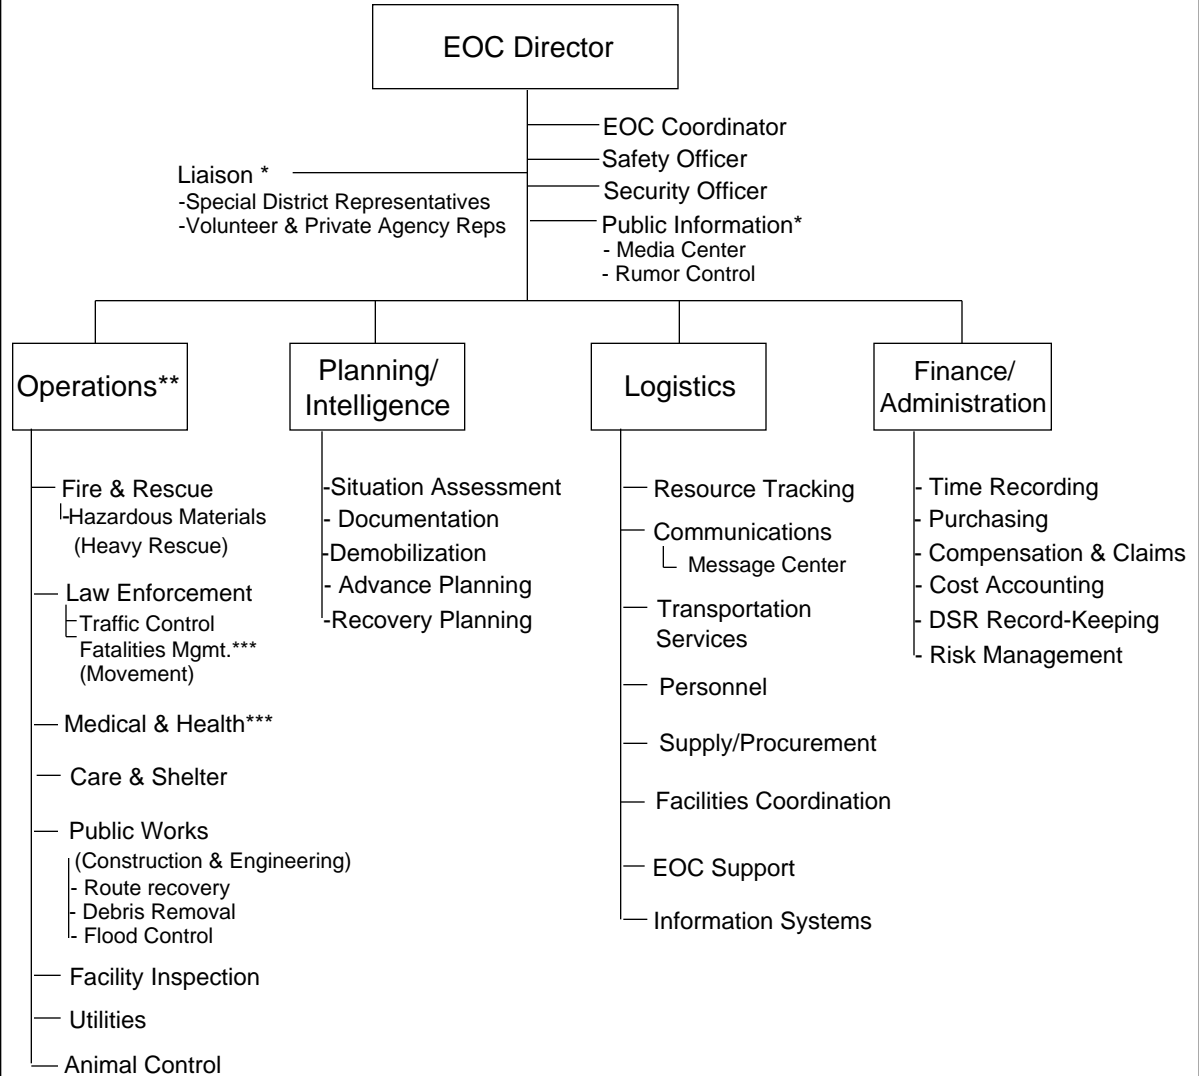 EOC Director
EOC Coordinator
Safety Officer
Security Officer
Public Information*
- Media Center
- Rumor Control
Liaison *
-Special District Representatives
-Volunteer & Private Agency Reps
Operations**
Fire & Rescue
-Hazardous Materials
(Heavy Rescue)
Law Enforcement
Traffic Control
Fatalities Mgmt.***
(Movement)
Medical & Health***
Care & Shelter
Public Works
(Construction & Engineering)
- Route recovery
- Debris Removal
- Flood Control
Facility Inspection
Utilities
Animal Control
Planning/
Intelligence
-Situation Assessment
- Documentation
-Demobilization
- Advance Planning
-Recovery Planning
Logistics
Resource Tracking
Communications
Message Center
Transportation
Services
Personnel
Supply/Procurement
Facilities Coordination
EOC Support
Information Systems
Finance/
Administration
- Time Recording
- Purchasing
- Compensation & Claims
- Cost Accounting
- DSR Record-Keeping
- Risk Management